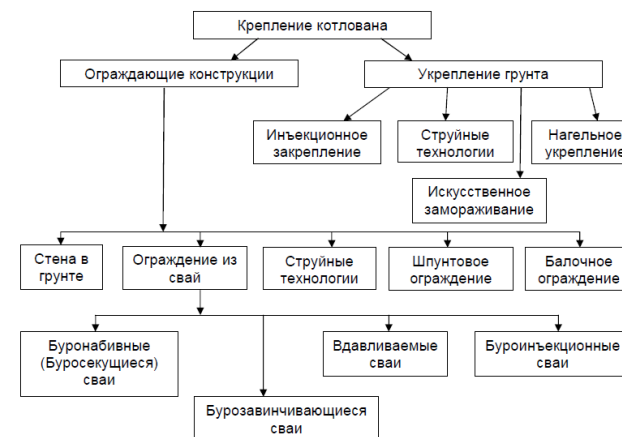 Крепление котлована
Ограждающие конструкции
Укрепление грунта
Инъекционное
закрепление
Струйные
технологии
Нагельное
укрепление
Искусственное
замораживание
Стена в
грунте
Ограждение из
свай
Струйные
технологии
Шпунтовое
ограждение
Балочное
ограждение
Буронабивные
(Буросекущиеся)
сваи
Бурозавинчивающиеся
сваи
Вдавливаемые
сваи
Буроинъекционные
сваи